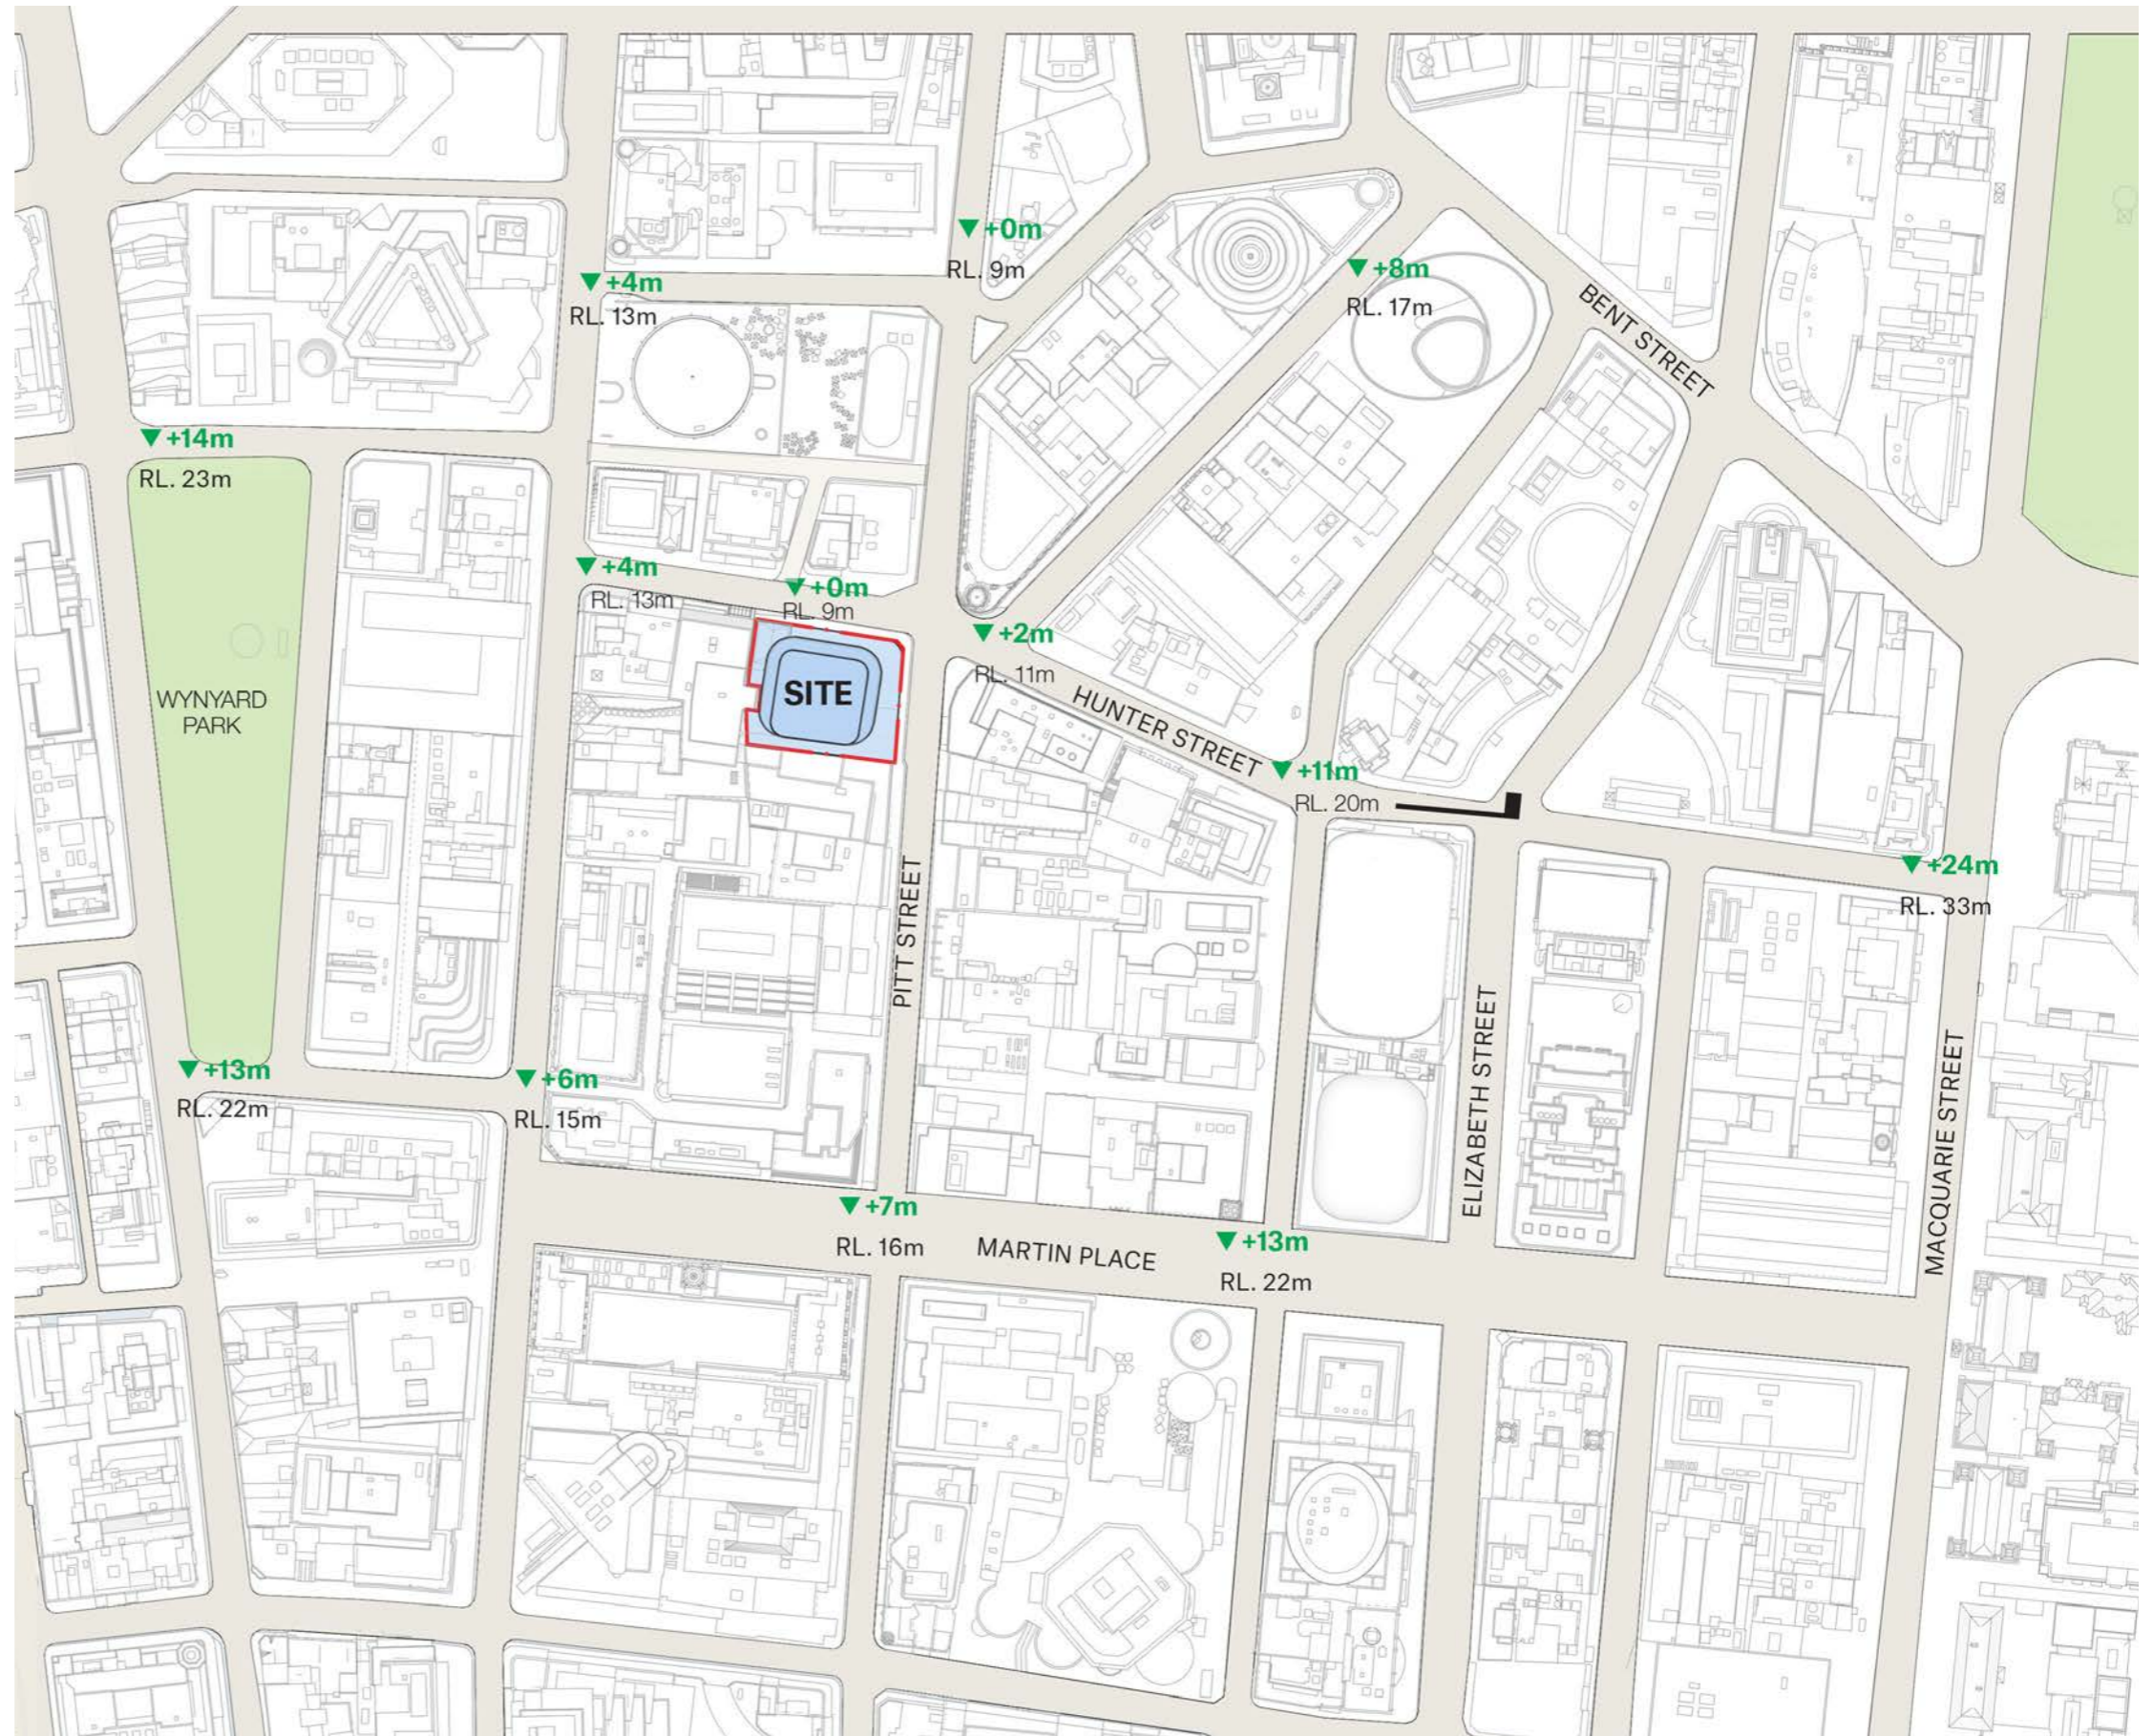 +0m
RL. 9m
+4m
RL. 13m
+8m
RL. 17m
BENT STREET
+14m
RL. 23m
+4m
RL. 13m
+0m
RL. 9m
+2m
RL. 11m
WYNYARD
PARK
SITE
HUNTER STREET
+11m
RL. 20m
+24m
RL. 33m
PITT STREET
ELIZABETH STREET
MACQUARIE STREET
+13m
RL. 22m
+6m
RL. 15m
+7m
RL. 16m
MARTIN PLACE
+13m
RL. 22m